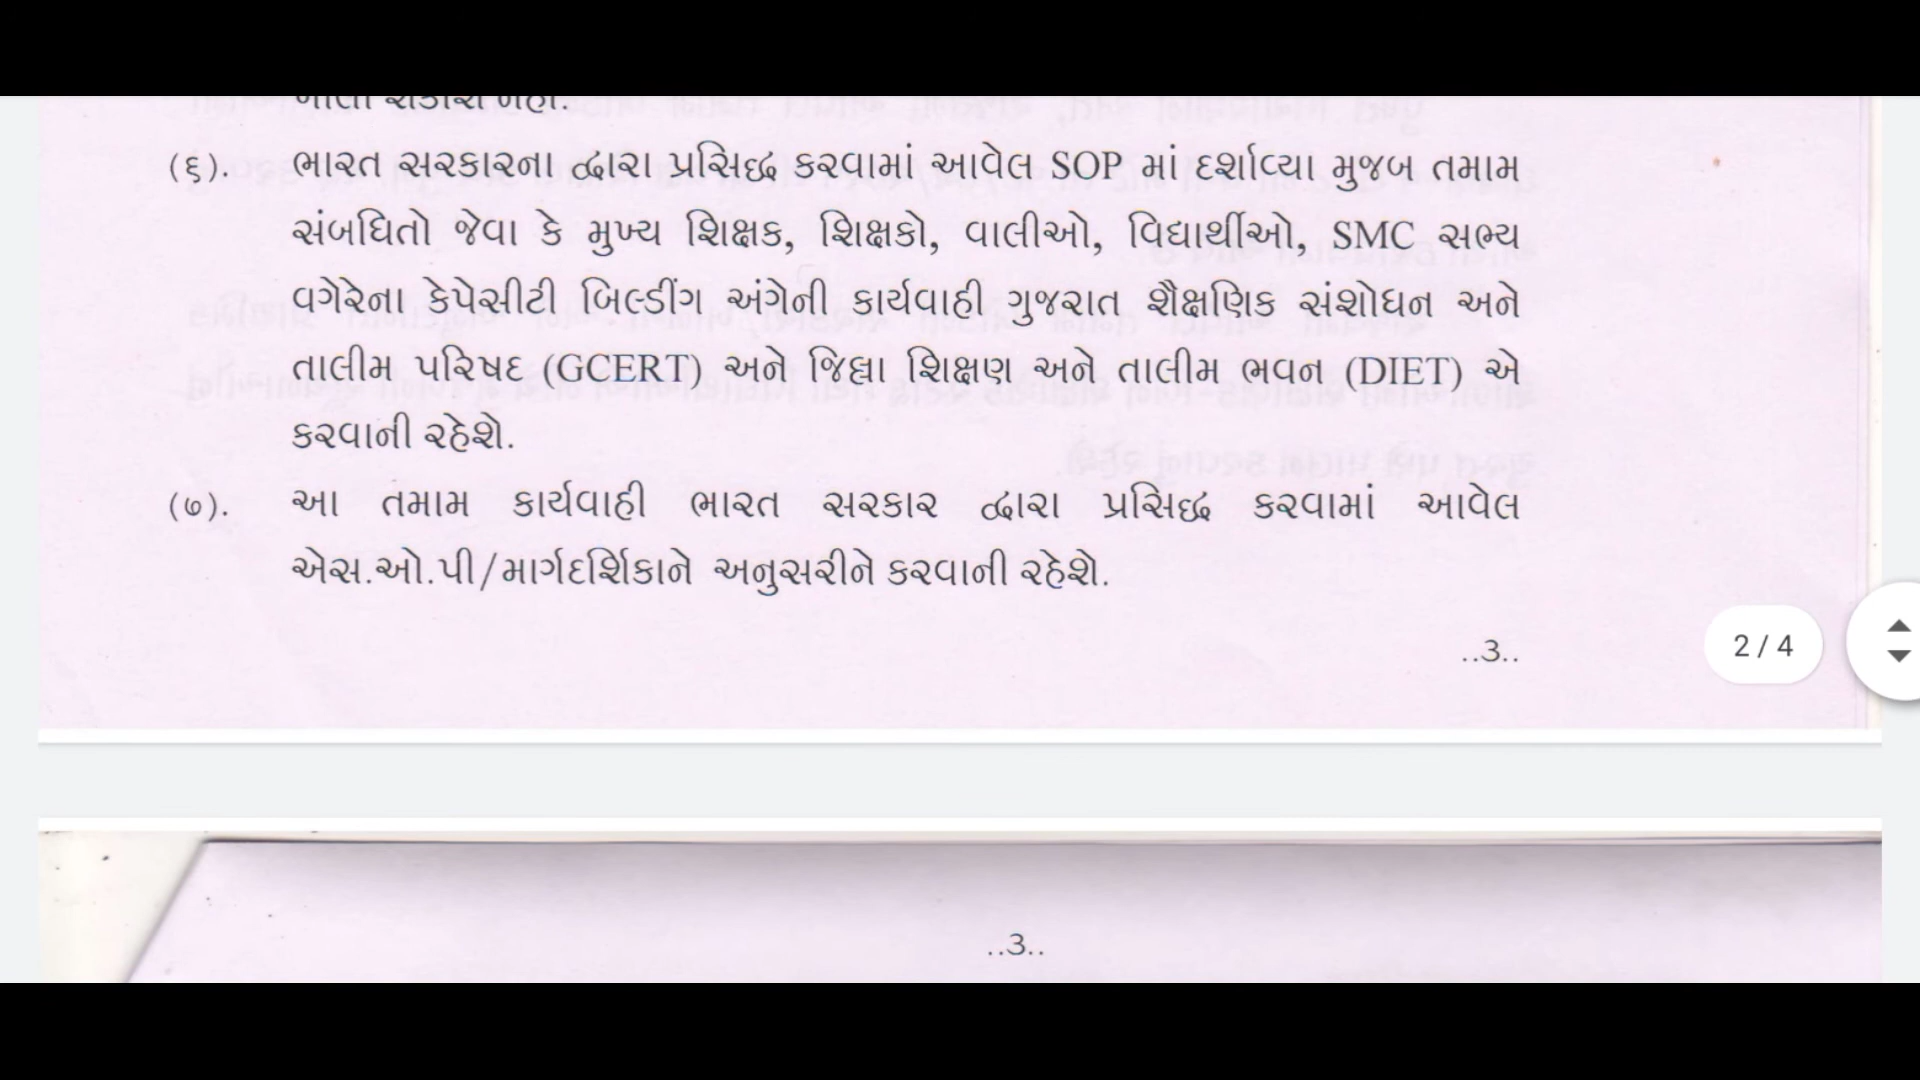 (૬). ભારત સરકારના દ્વારા પ્રસિદ્ધ કરવામાં આવેલ SOP માં દર્શાવ્યા મુજબ તમામ
સંબધિતો જેવા કે મુખ્ય શિક્ષક, શિક્ષકો, વાલીઓ, વિદ્યાર્થીઓ, SMC સભ્ય
વગેરેના કેપેસીટી બિલ્ડીંગ અંગેની કાર્યવાહી ગુજરાત શૈક્ષણિક સંશોધન અને
તાલીમ પરિષદ (GCERT) અને જિલ્લા શિક્ષણ અને તાલીમ ભવન (DIET) એ
કરવાની રહેશે.
(૭). આ તમામ કાર્યવાહી ભારત સરકાર દ્વારા પ્રસિદ્ધ કરવામાં આવેલ
એસ.ઓ.પી/માર્ગદર્શિકાને અનુસરીને કરવાની રહેશે.
..3..
2 / 4
..3..